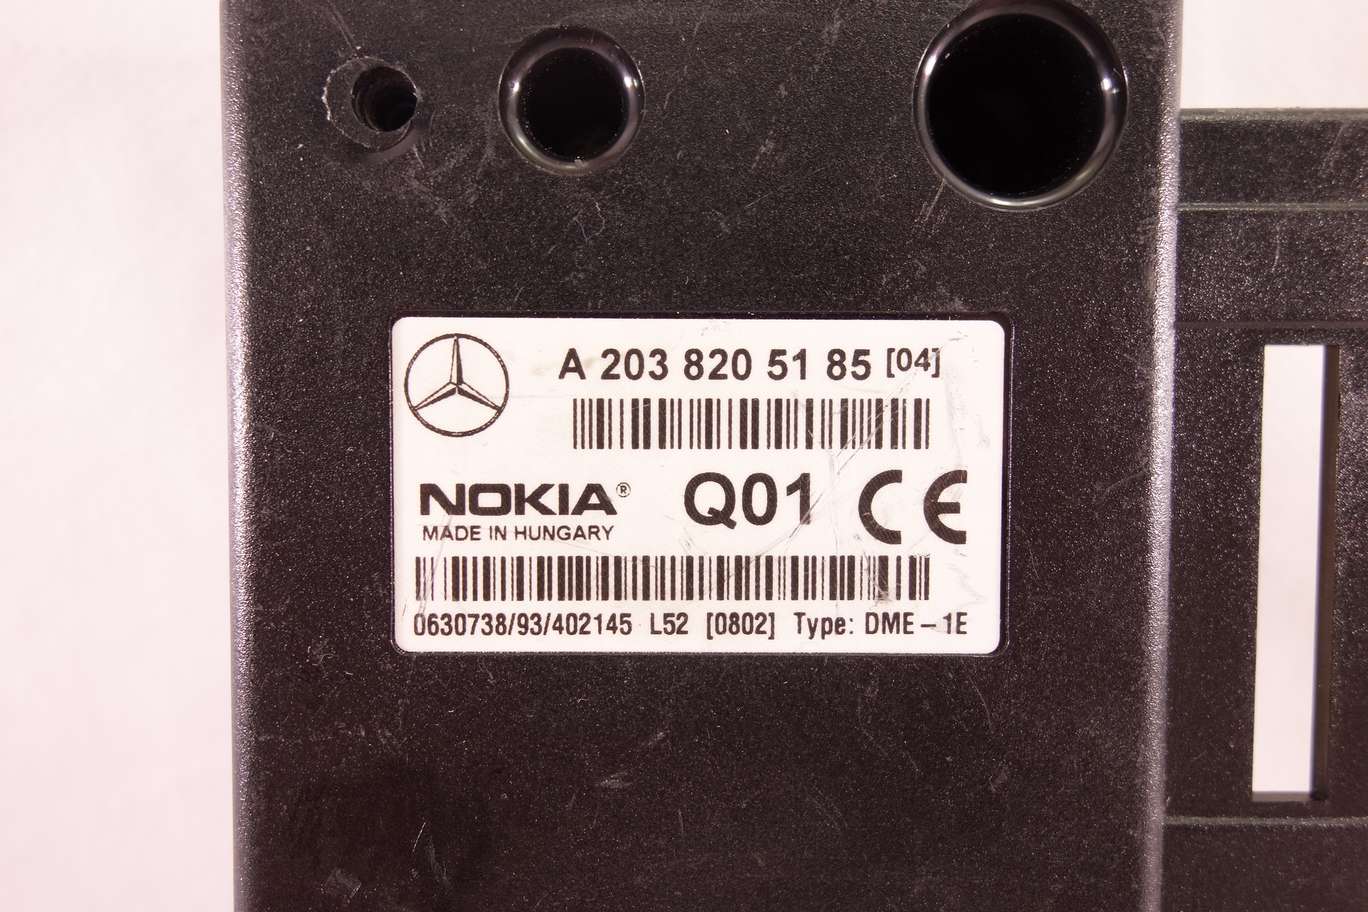 A 203 820 51 85 [04]
NOKIA® Q01 CE
MADE IN HUNGARY
0630738/93/402145 L52 [0802] Type: DME-1E